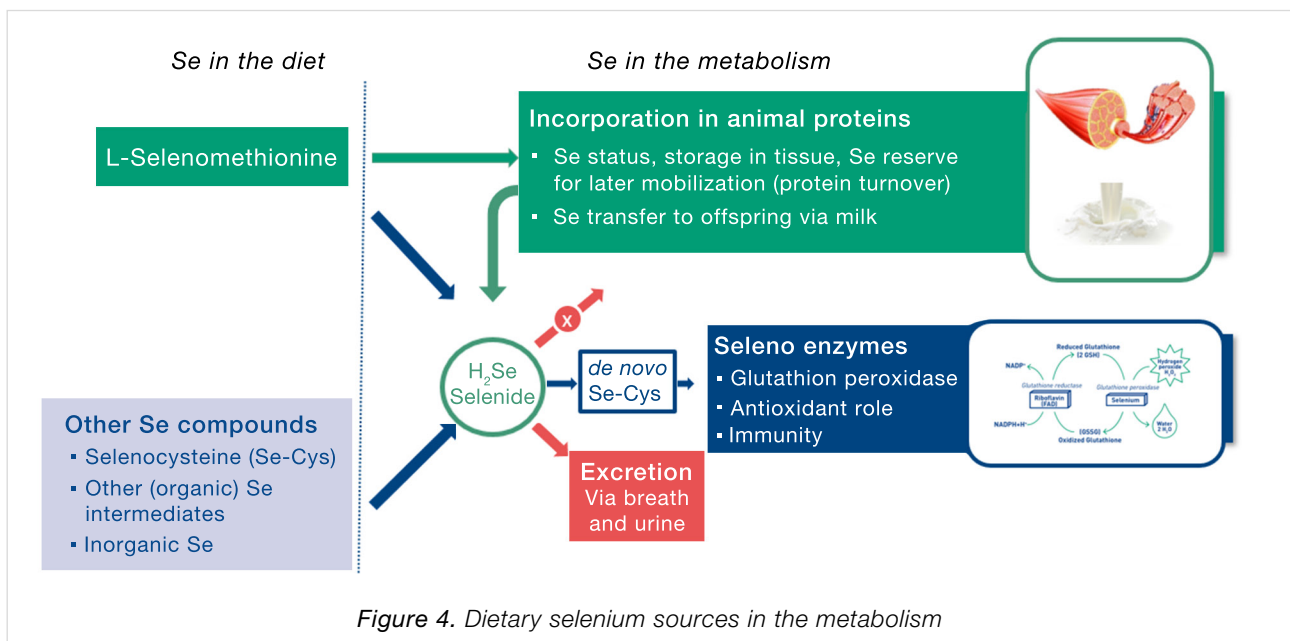 Se in the diet
Se in the metabolism
L-Selenomethionine
Incorporation in animal proteins
▪ Se status, storage in tissue, Se reserve
for later mobilization (protein turnover)
▪ Se transfer to offspring via milk
X
H₂Se
Selenide
de novo
Se-Cys
Seleno enzymes
▪ Glutathion peroxidase
▪ Antioxidant role
▪ Immunity
Reduced Glutathione
(2 GSH)
NADP⁺
Hydrogen
peroxide
H₂O₂
Glutathione reductase
Glutathione peroxidase
Riboflavin
(FAD)
Selenium
NADPH+H⁺
(GSSG)
Oxidized Glutathione
Water
2 H₂O
Other Se compounds
▪ Selenocysteine (Se-Cys)
▪ Other (organic) Se
intermediates
▪ Inorganic Se
Excretion
Via breath
and urine
Figure 4. Dietary selenium sources in the metabolism